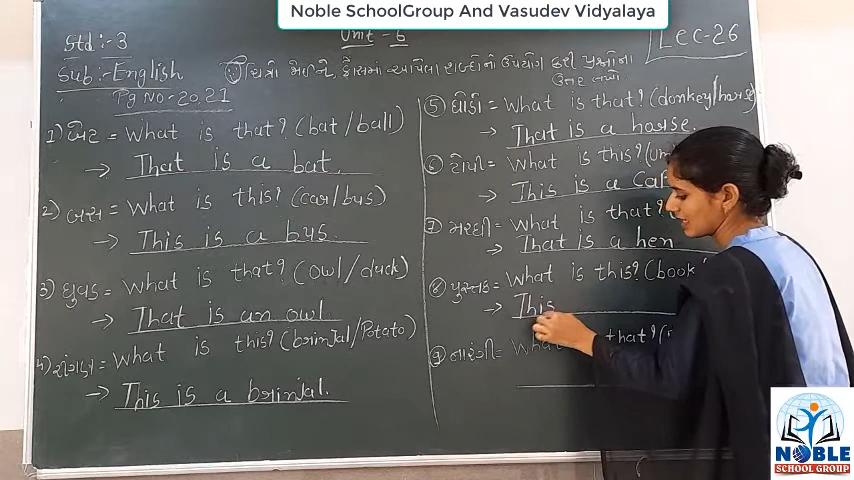 Noble SchoolGroup And Vasudev Vidyalaya
Std :- 3
Unit - 6
Lec-26
Sub:- English
ચિત્રો જોઈને, કૌંસમાં આપેલા શબ્દોનો ઉપયોગ કરી પ્રશ્નોના
ઉત્તર લખો
Pg No-20,21
1) બેટ = What is that? (bat/ball)
→ That is a bat.
2) બસ = What is this? (car/bus)
→ This is a bus.
3) ઘુવડ = What is that? (owl/duck)
→ That is an owl.
4) રીંગણ = What is this? (brinjal/Potato)
→ This is a brinjal.
5) ઘોડો = What is that? (donkey/horse)
→ That is a horse.
6) ટોપી = What is this?
→ This is a
7) મરઘી = What is that?
→ That is a hen
8) પુસ્તક = What is this? (book/
→ This
9) નારંગી = What that?
NOBLE
SCHOOL GROUP